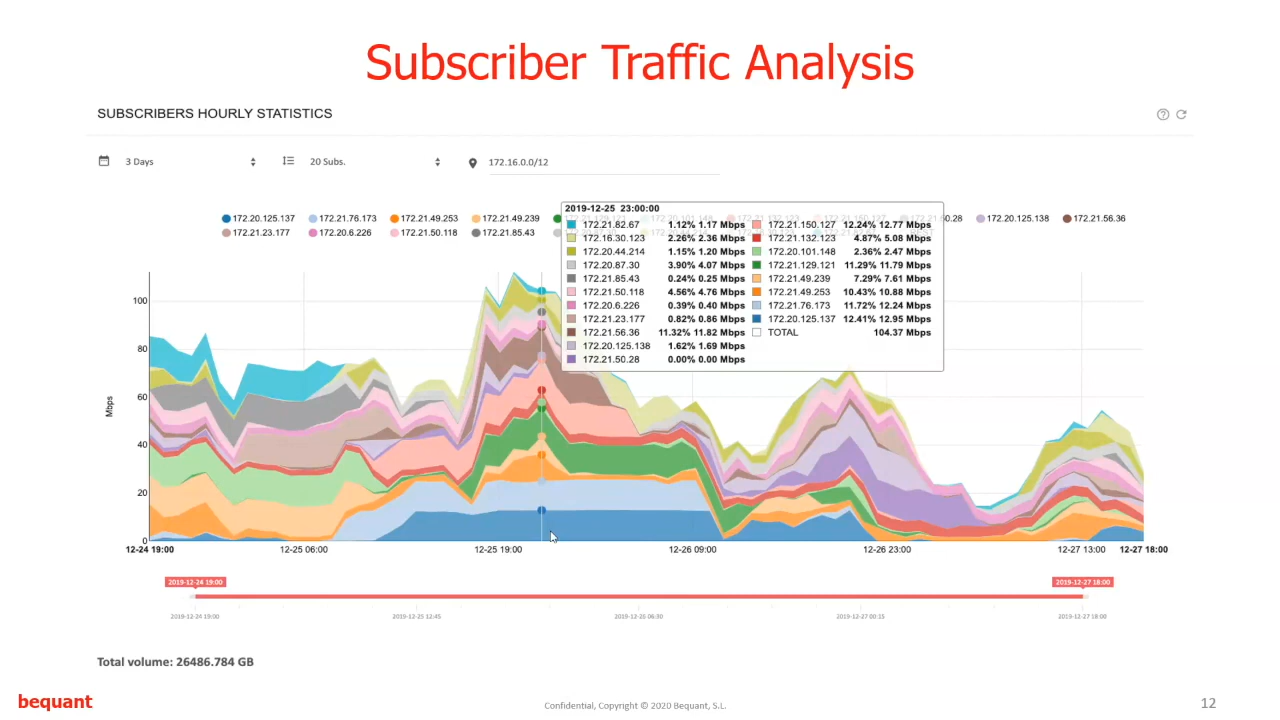 Subscriber Traffic Analysis
SUBSCRIBERS HOURLY STATISTICS
3 Days 20 Subs. 172.16.0.0/12
2019-12-25 23:00:00
172.20.125.137 172.21.76.173 172.21.49.253 172.21.49.239 172.20.125.138 172.21.56.36
172.21.23.177 172.20.6.226 172.21.50.118 172.21.85.43
172.21.82.67 1.12% 1.17 Mbps 172.21.150.127 12.24% 12.77 Mbps
172.16.30.123 2.26% 2.36 Mbps 172.21.132.123 4.87% 5.08 Mbps
172.20.44.214 1.15% 1.20 Mbps 172.20.101.148 2.36% 2.47 Mbps
172.20.87.30 3.90% 4.07 Mbps 172.21.129.121 11.29% 11.79 Mbps
172.21.85.43 0.24% 0.25 Mbps 172.21.49.239 7.29% 7.61 Mbps
172.21.50.118 4.56% 4.76 Mbps 172.21.49.253 10.43% 10.88 Mbps
172.20.6.226 0.39% 0.40 Mbps 172.21.76.173 11.72% 12.24 Mbps
172.21.23.177 0.82% 0.86 Mbps 172.20.125.137 12.41% 12.95 Mbps
172.21.56.36 11.32% 11.82 Mbps TOTAL 104.37 Mbps
172.20.125.138 1.62% 1.69 Mbps
172.21.50.28 0.00% 0.00 Mbps
100
80
60
Mbps
40
20
0
12-24 19:00 12-25 06:00 12-25 19:00 12-26 09:00 12-26 23:00 12-27 13:00 12-27 18:00
2019-12-24 19:00 2019-12-27 18:00
2019-12-24 19:00 2019-12-25 12:45 2019-12-26 06:30 2019-12-27 00:15 2019-12-27 18:00
Total volume: 26486.784 GB
bequant Confidential, Copyright © 2020 Bequant, S.L. 12